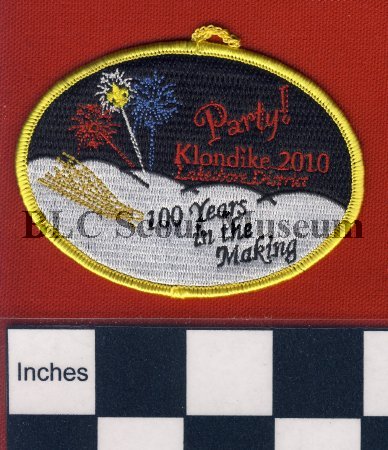 Party!
Klondike 2010
Lakeshore District
100 Years
in the
Making
BLC Scout Museum
Inches